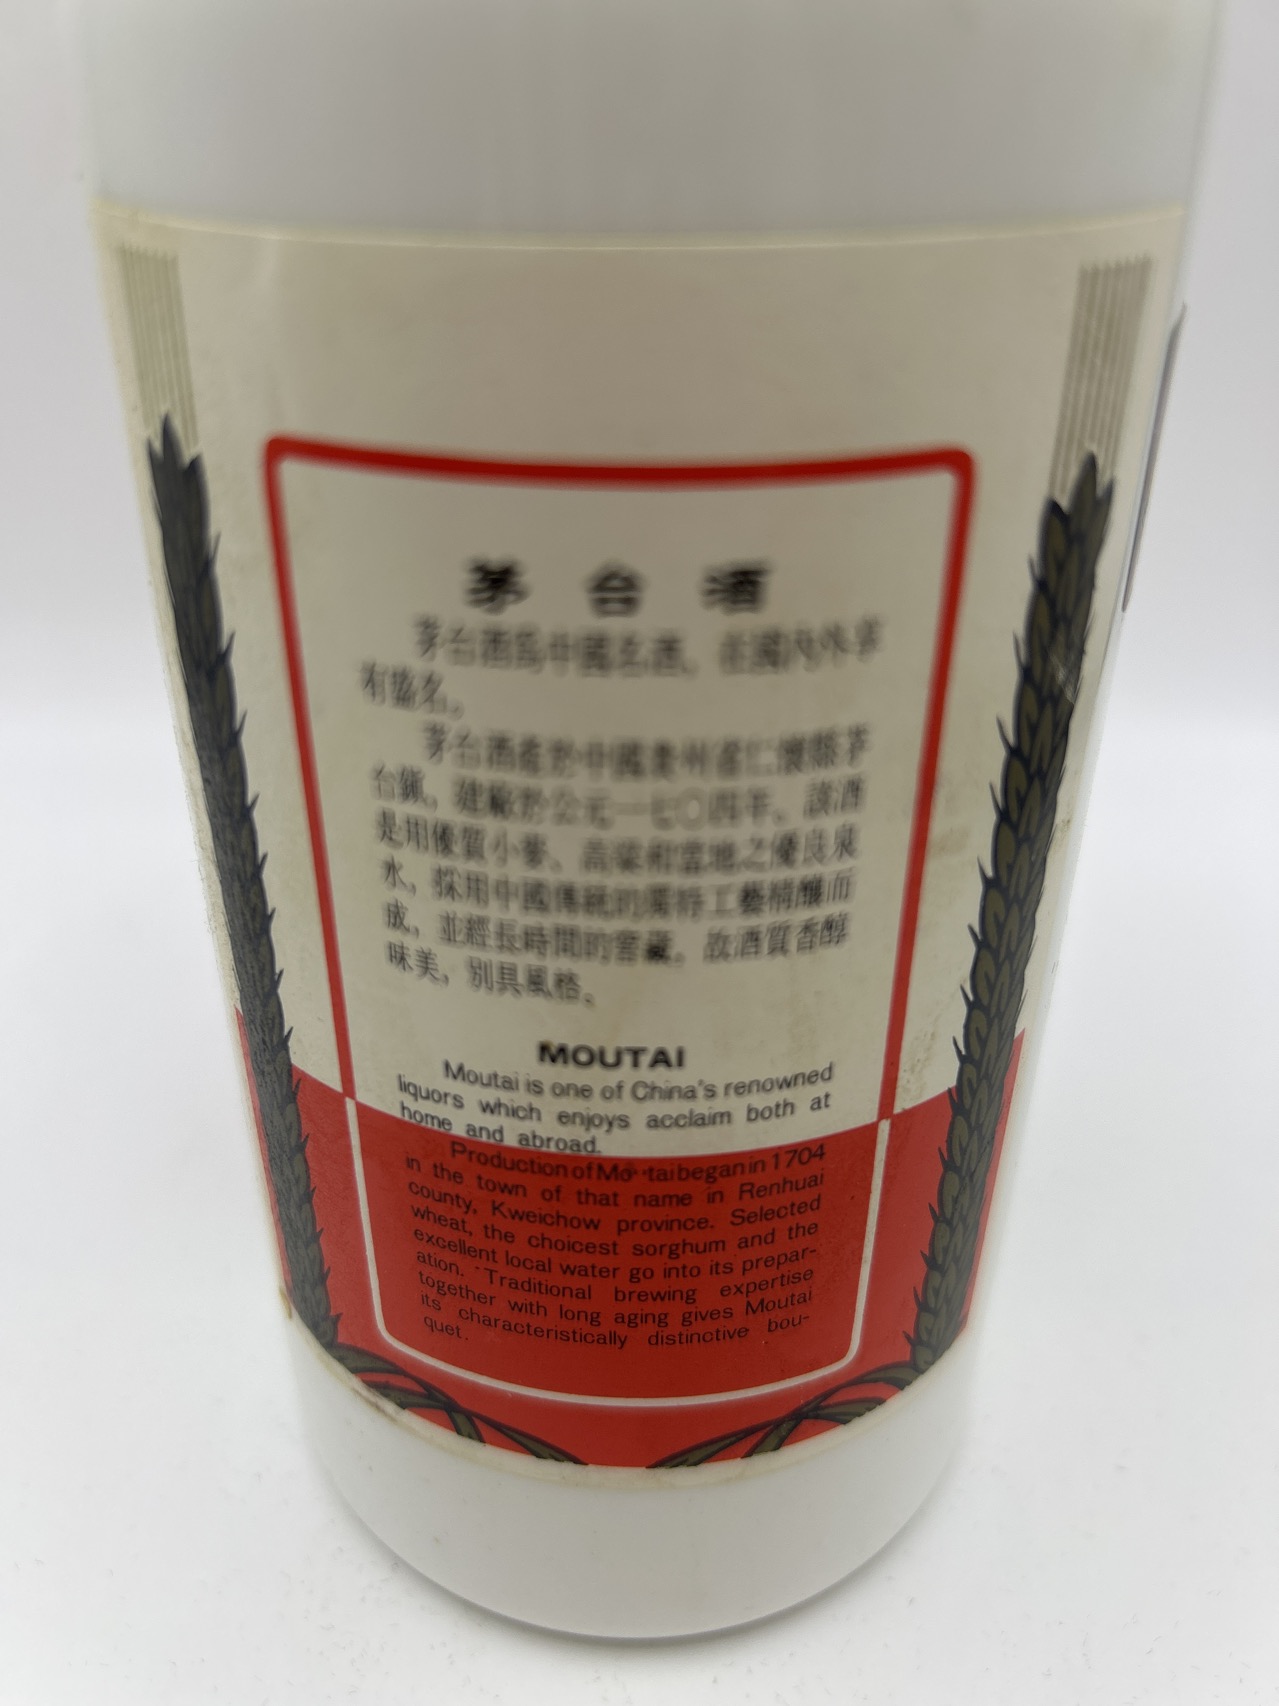 茅台酒
茅台酒爲中國名酒，在國內外享
有盛名。
茅台酒產於中國貴州省仁懷縣茅
台鎮，建廠於公元一七〇四年。該酒
是用優質小麥、高粱和當地之優良泉
水，採用中國傳統的獨特工藝精釀而
成，並經長時間的窖藏。故酒質香醇
味美，別具風格。
MOUTAI
Moutai is one of China's renowned
liquors which enjoys acclaim both at
home and abroad.
Production of Moutai began in 1704
in the town of that name in Renhuai
county, Kweichow province. Selected
wheat, the choicest sorghum and the
excellent local water go into its prepar-
ation. Traditional brewing expertise
together with long aging gives Moutai
its characteristically distinctive bou-
quet.